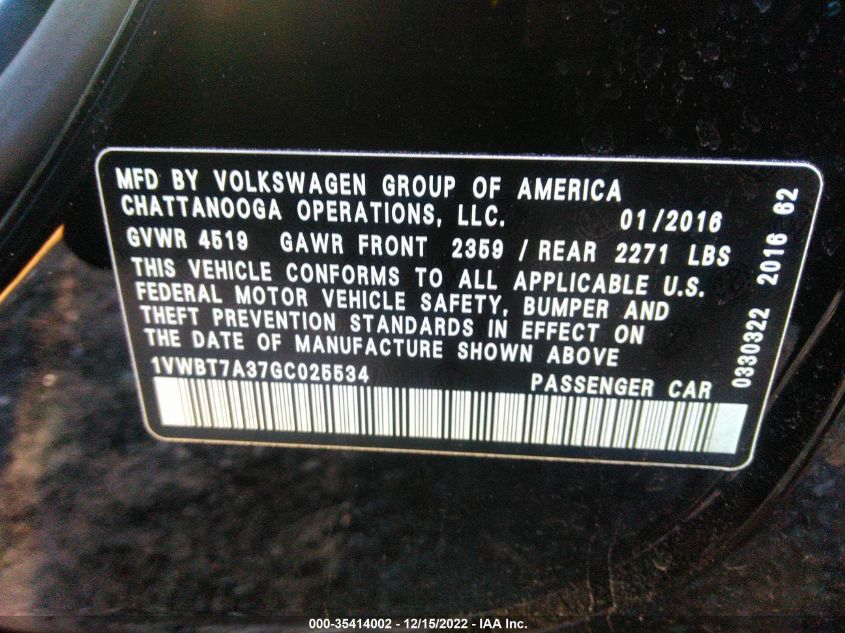 MFD BY VOLKSWAGEN GROUP OF AMERICA
CHATTANOOGA OPERATIONS, LLC. 01/2016
GVWR 4519 GAWR FRONT 2359 / REAR 2271 LBS
THIS VEHICLE CONFORMS TO ALL APPLICABLE U.S.
FEDERAL MOTOR VEHICLE SAFETY, BUMPER AND
THEFT PREVENTION STANDARDS IN EFFECT ON
THE DATE OF MANUFACTURE SHOWN ABOVE
1VWBT7A37GC025534 PASSENGER CAR
0330322 2016 62
000-35414002 - 12/15/2022 - IAA Inc.